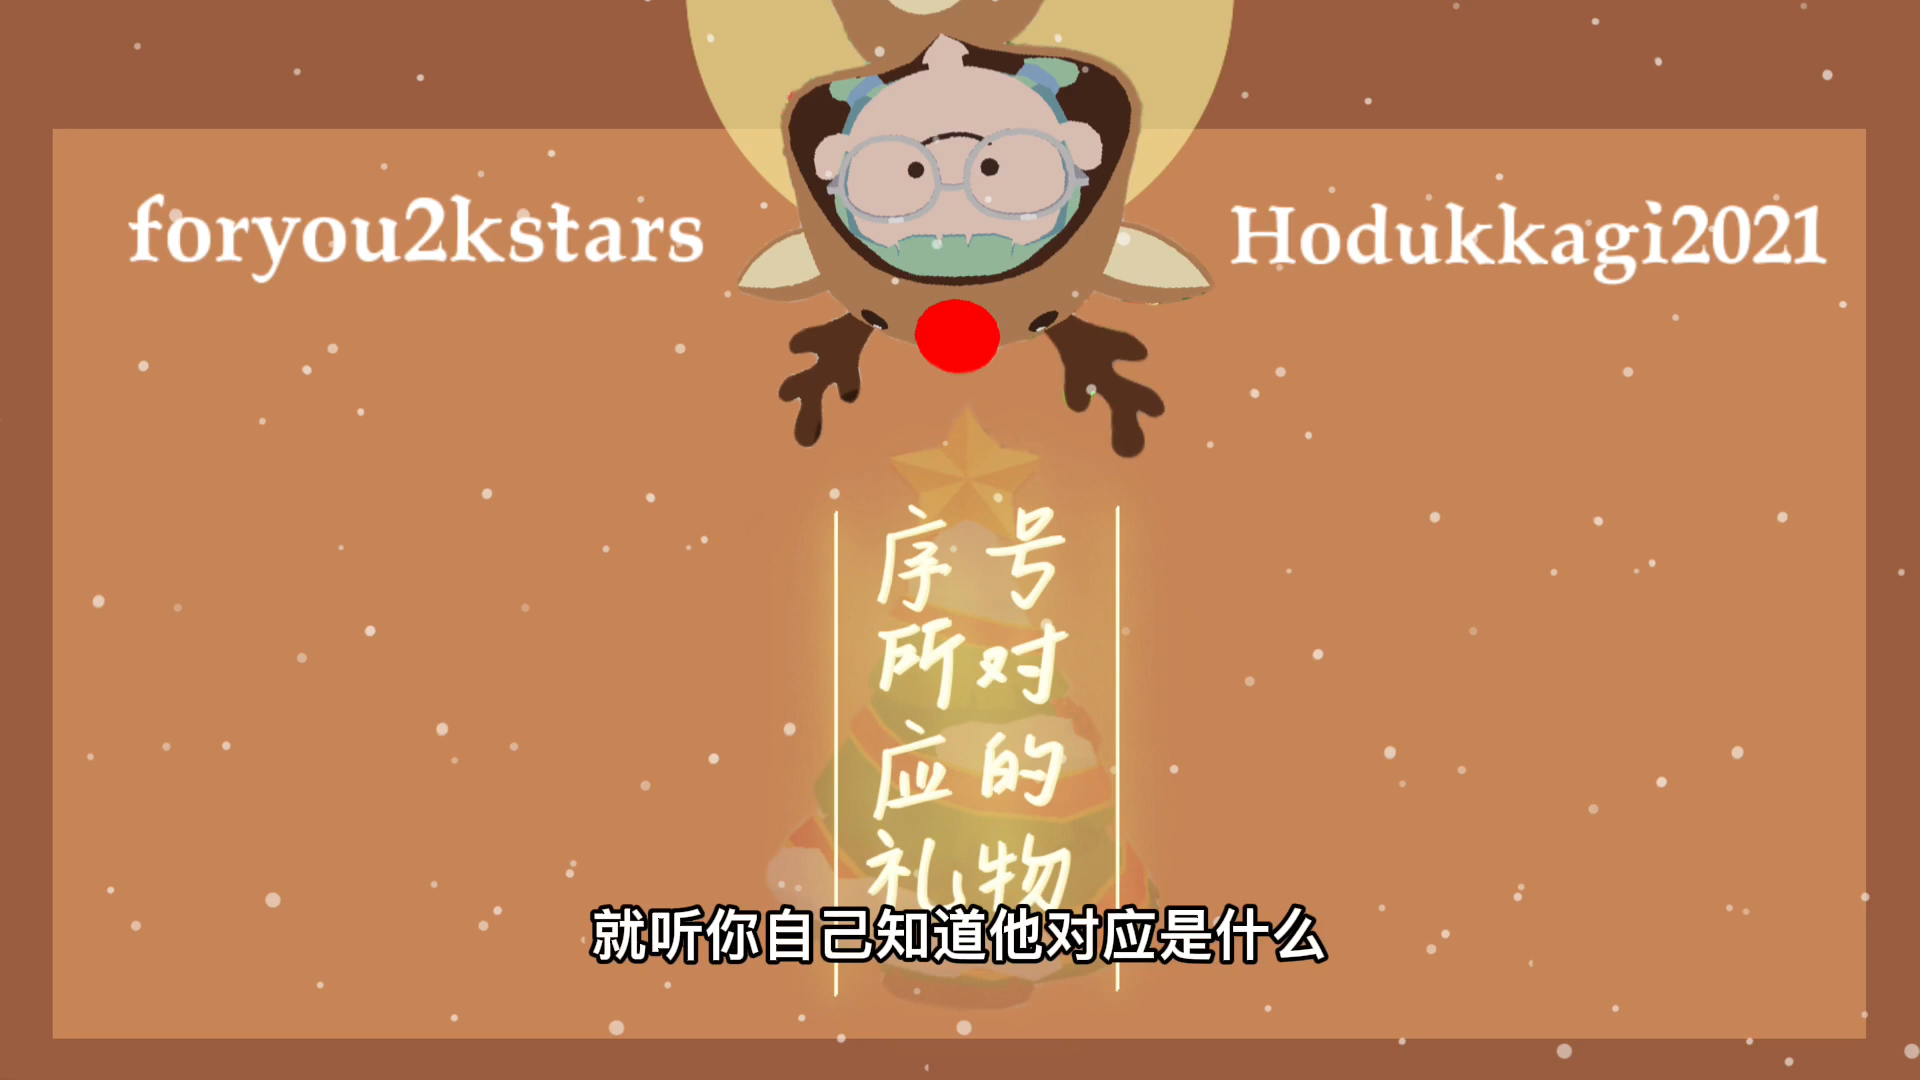 foryou2kstars
Hodukkagi2021
序号
所对
应的
礼物
就听你自己知道他对应是什么